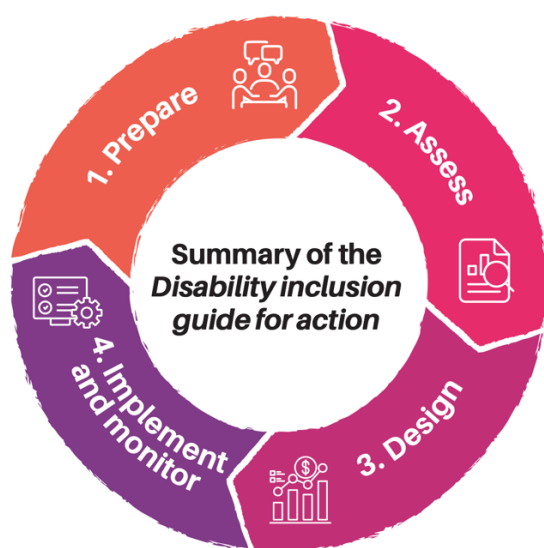 1. Prepare
2. Assess
Summary of the
Disability inclusion
guide for action
3. Design
4. Implement
and monitor
$